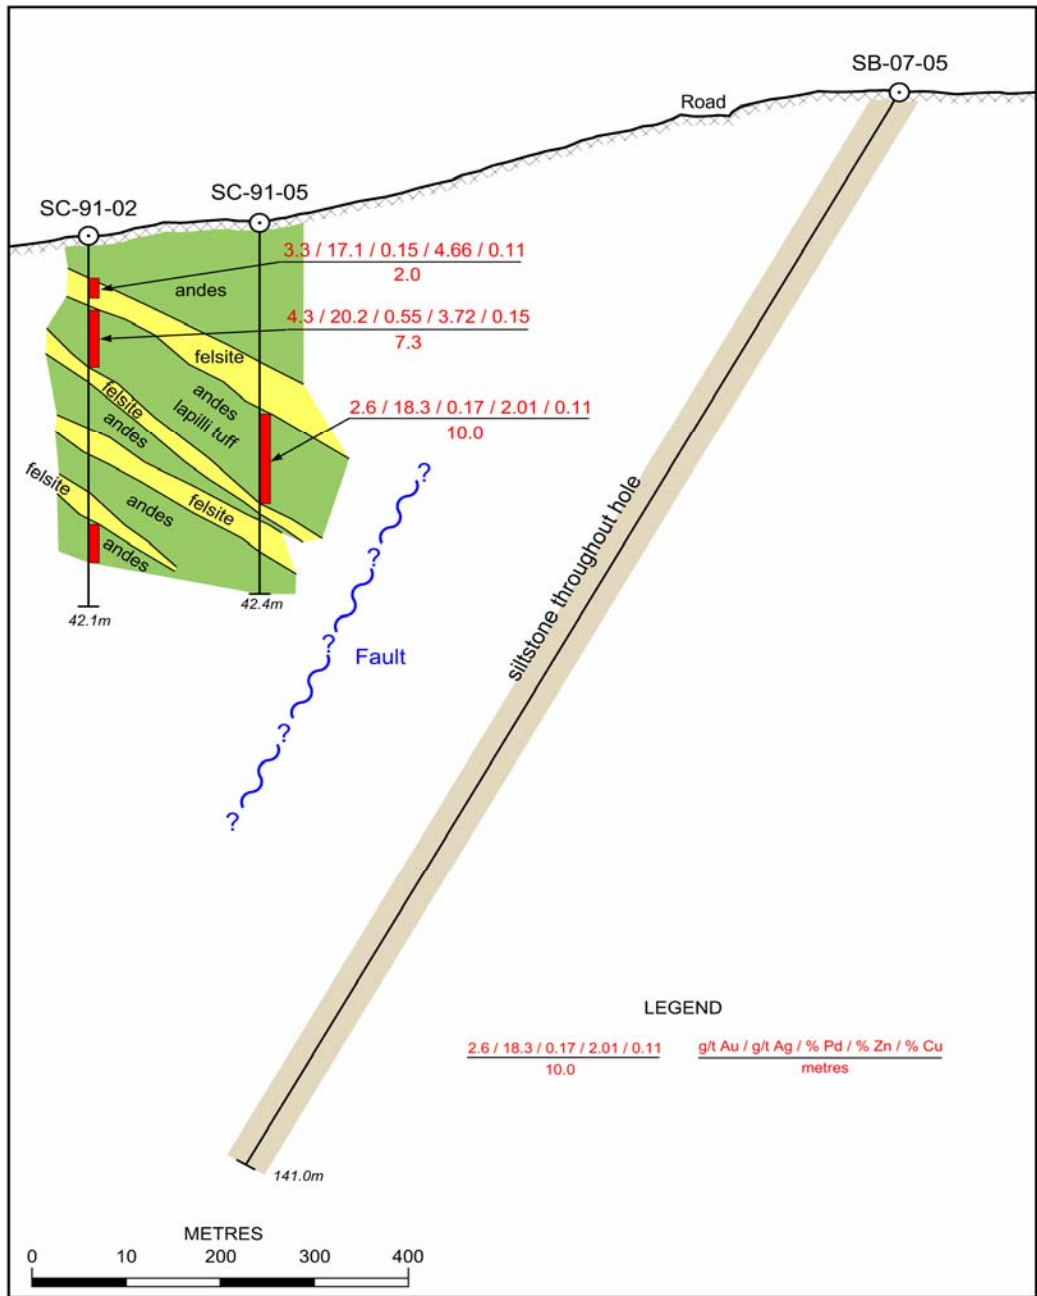 SB-07-05
Road
SC-91-05
SC-91-02
3.3 / 17.1 / 0.15 / 4.66 / 0.11
2.0
andes
4.3 / 20.2 / 0.55 / 3.72 / 0.15
7.3
felsite
andes
lapilli tuff
felsite
2.6 / 18.3 / 0.17 / 2.01 / 0.11
10.0
andes
?
felsite
felsite
andes
siltstone throughout hole
andes
?
42.4m
42.1m
?
Fault
?
?
LEGEND
2.6 / 18.3 / 0.17 / 2.01 / 0.11
10.0
g/t Au / g/t Ag / % Pd / % Zn / % Cu
metres
141.0m
METRES
0 10 200 300 400